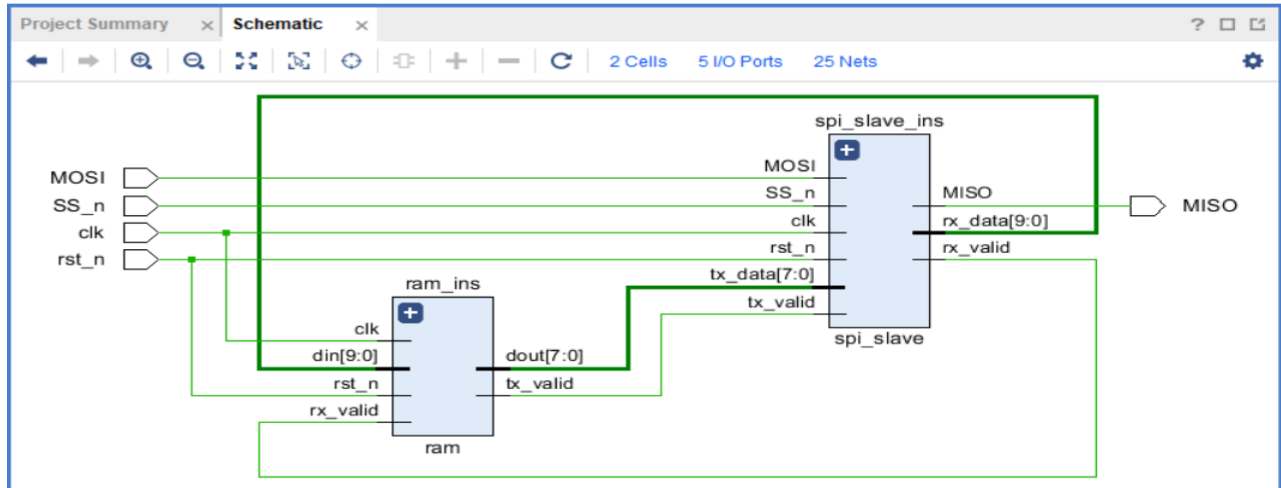 Project Summary × Schematic × ?
2 Cells 5 I/O Ports 25 Nets
spi_slave_ins
MOSI
SS_n
clk
rst_n
MOSI
SS_n
clk
rst_n
tx_data[7:0]
tx_valid
MISO
rx_data[9:0]
rx_valid
MISO
spi_slave
ram_ins
clk
din[9:0]
rst_n
rx_valid
dout[7:0]
tx_valid
ram